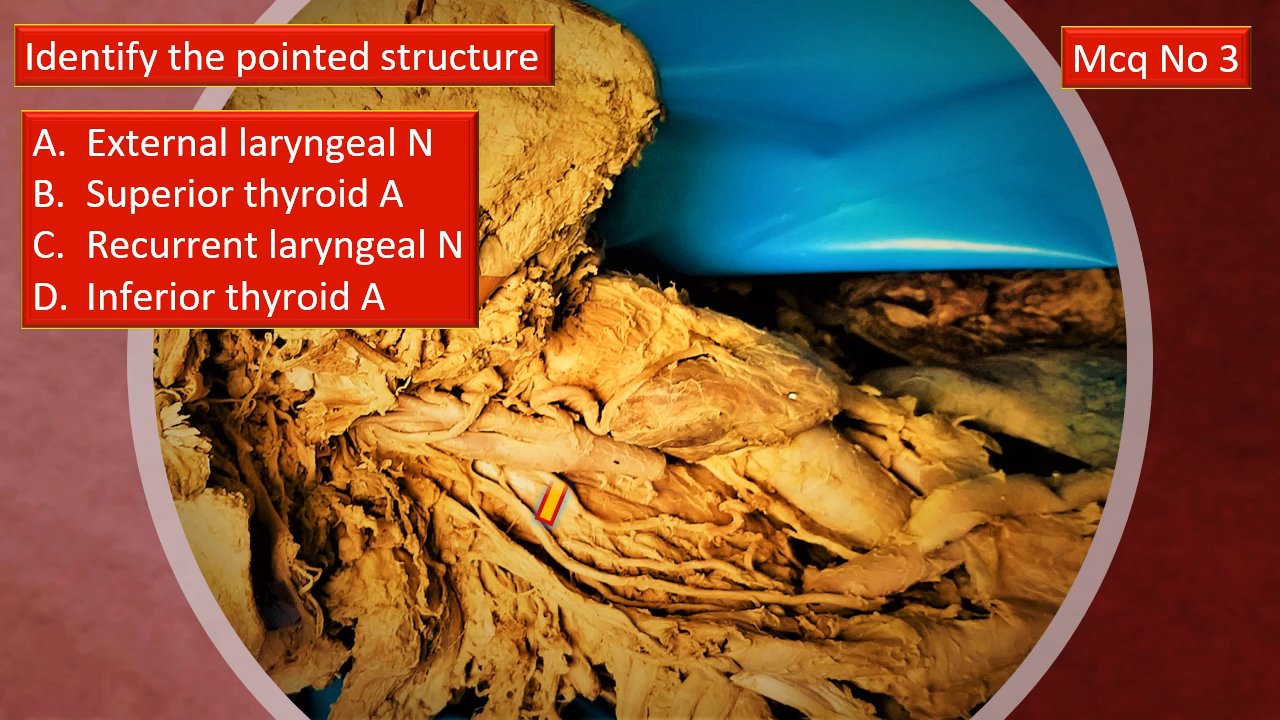 Identify the pointed structure
Mcq No 3
A. External laryngeal N
B. Superior thyroid A
C. Recurrent laryngeal N
D. Inferior thyroid A